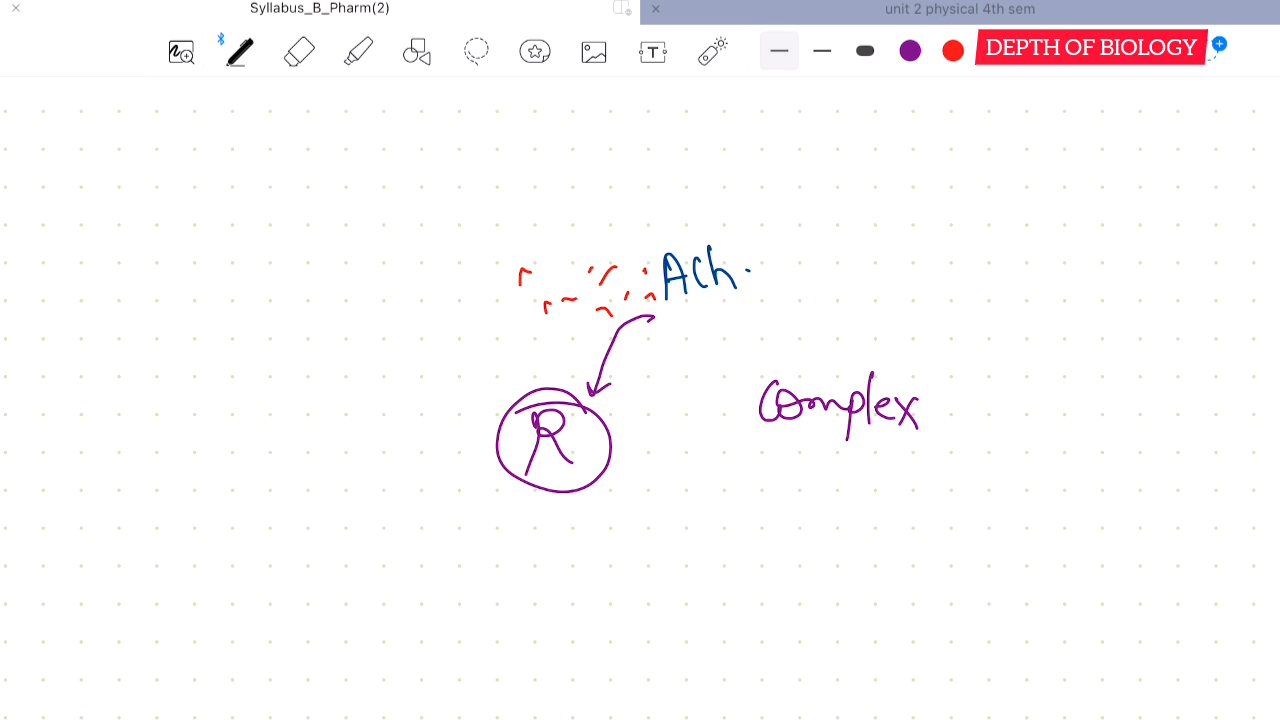 Syllabus_B_Pharm(2)
unit 2 physical 4th sem
T
DEPTH OF BIOLOGY
ACh.
Complex
R